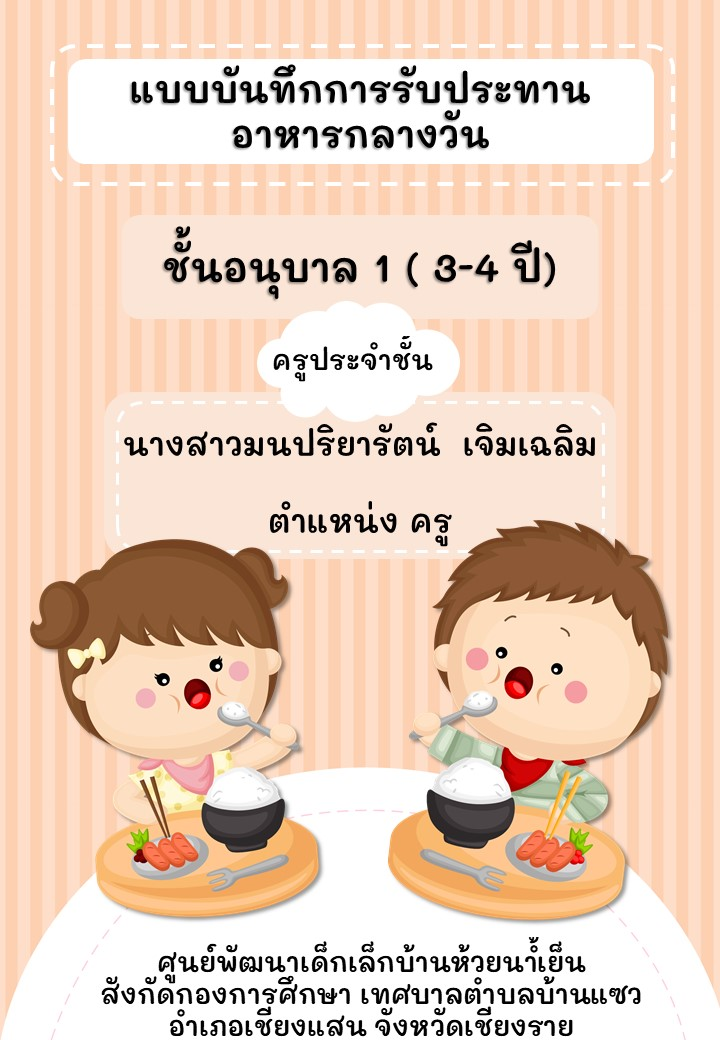 แบบบันทึกการรับประทาน
อาหารกลางวัน
ชั้นอนุบาล 1 ( 3-4 ปี)
ครูประจำชั้น
นางสาวมนปริยารัตน์ เจิมเฉลิม
ตำแหน่ง ครู
ศูนย์พัฒนาเด็กเล็กบ้านห้วยน้ำเย็น
สังกัดกองการศึกษา เทศบาลตำบลบ้านแซว
อำเภอเชียงแสน จังหวัดเชียงราย